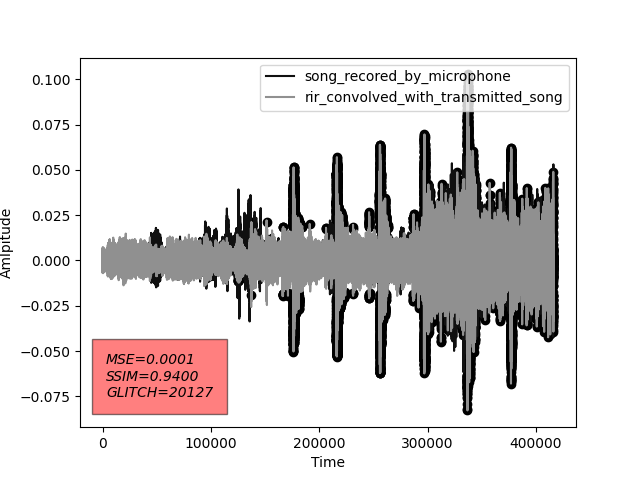 song_recored_by_microphone
rir_convolved_with_transmitted_song
0.100
0.075
0.050
0.025
0.000
−0.025
−0.050
−0.075
Amlpitude
MSE=0.0001
SSIM=0.9400
GLITCH=20127
0 100000 200000 300000 400000
Time